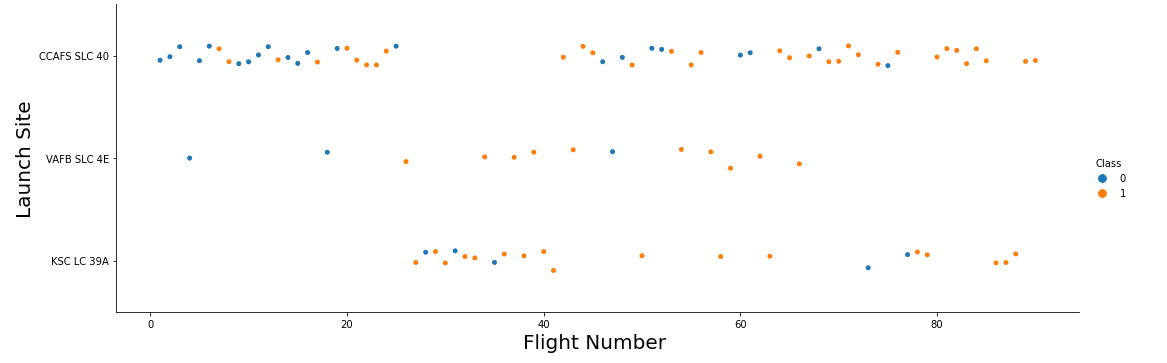 CCAFS SLC 40
VAFB SLC 4E
KSC LC 39A
Launch Site
0 20 40 60 80
Flight Number
Class
0
1